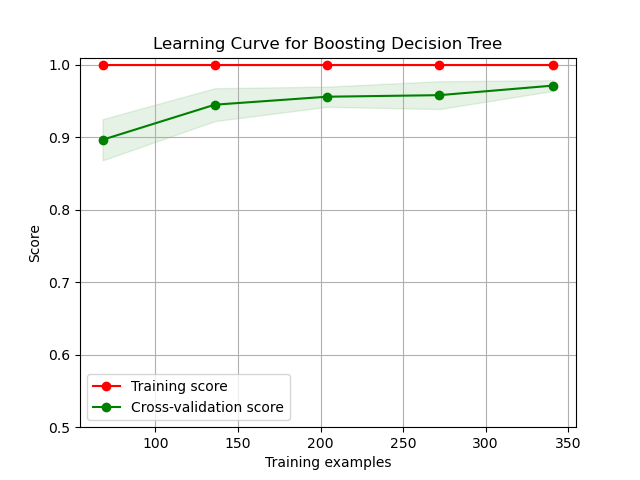 Learning Curve for Boosting Decision Tree
1.0
0.9
0.8
0.7
0.6
0.5
Score
Training score
Cross-validation score
100 150 200 250 300 350
Training examples